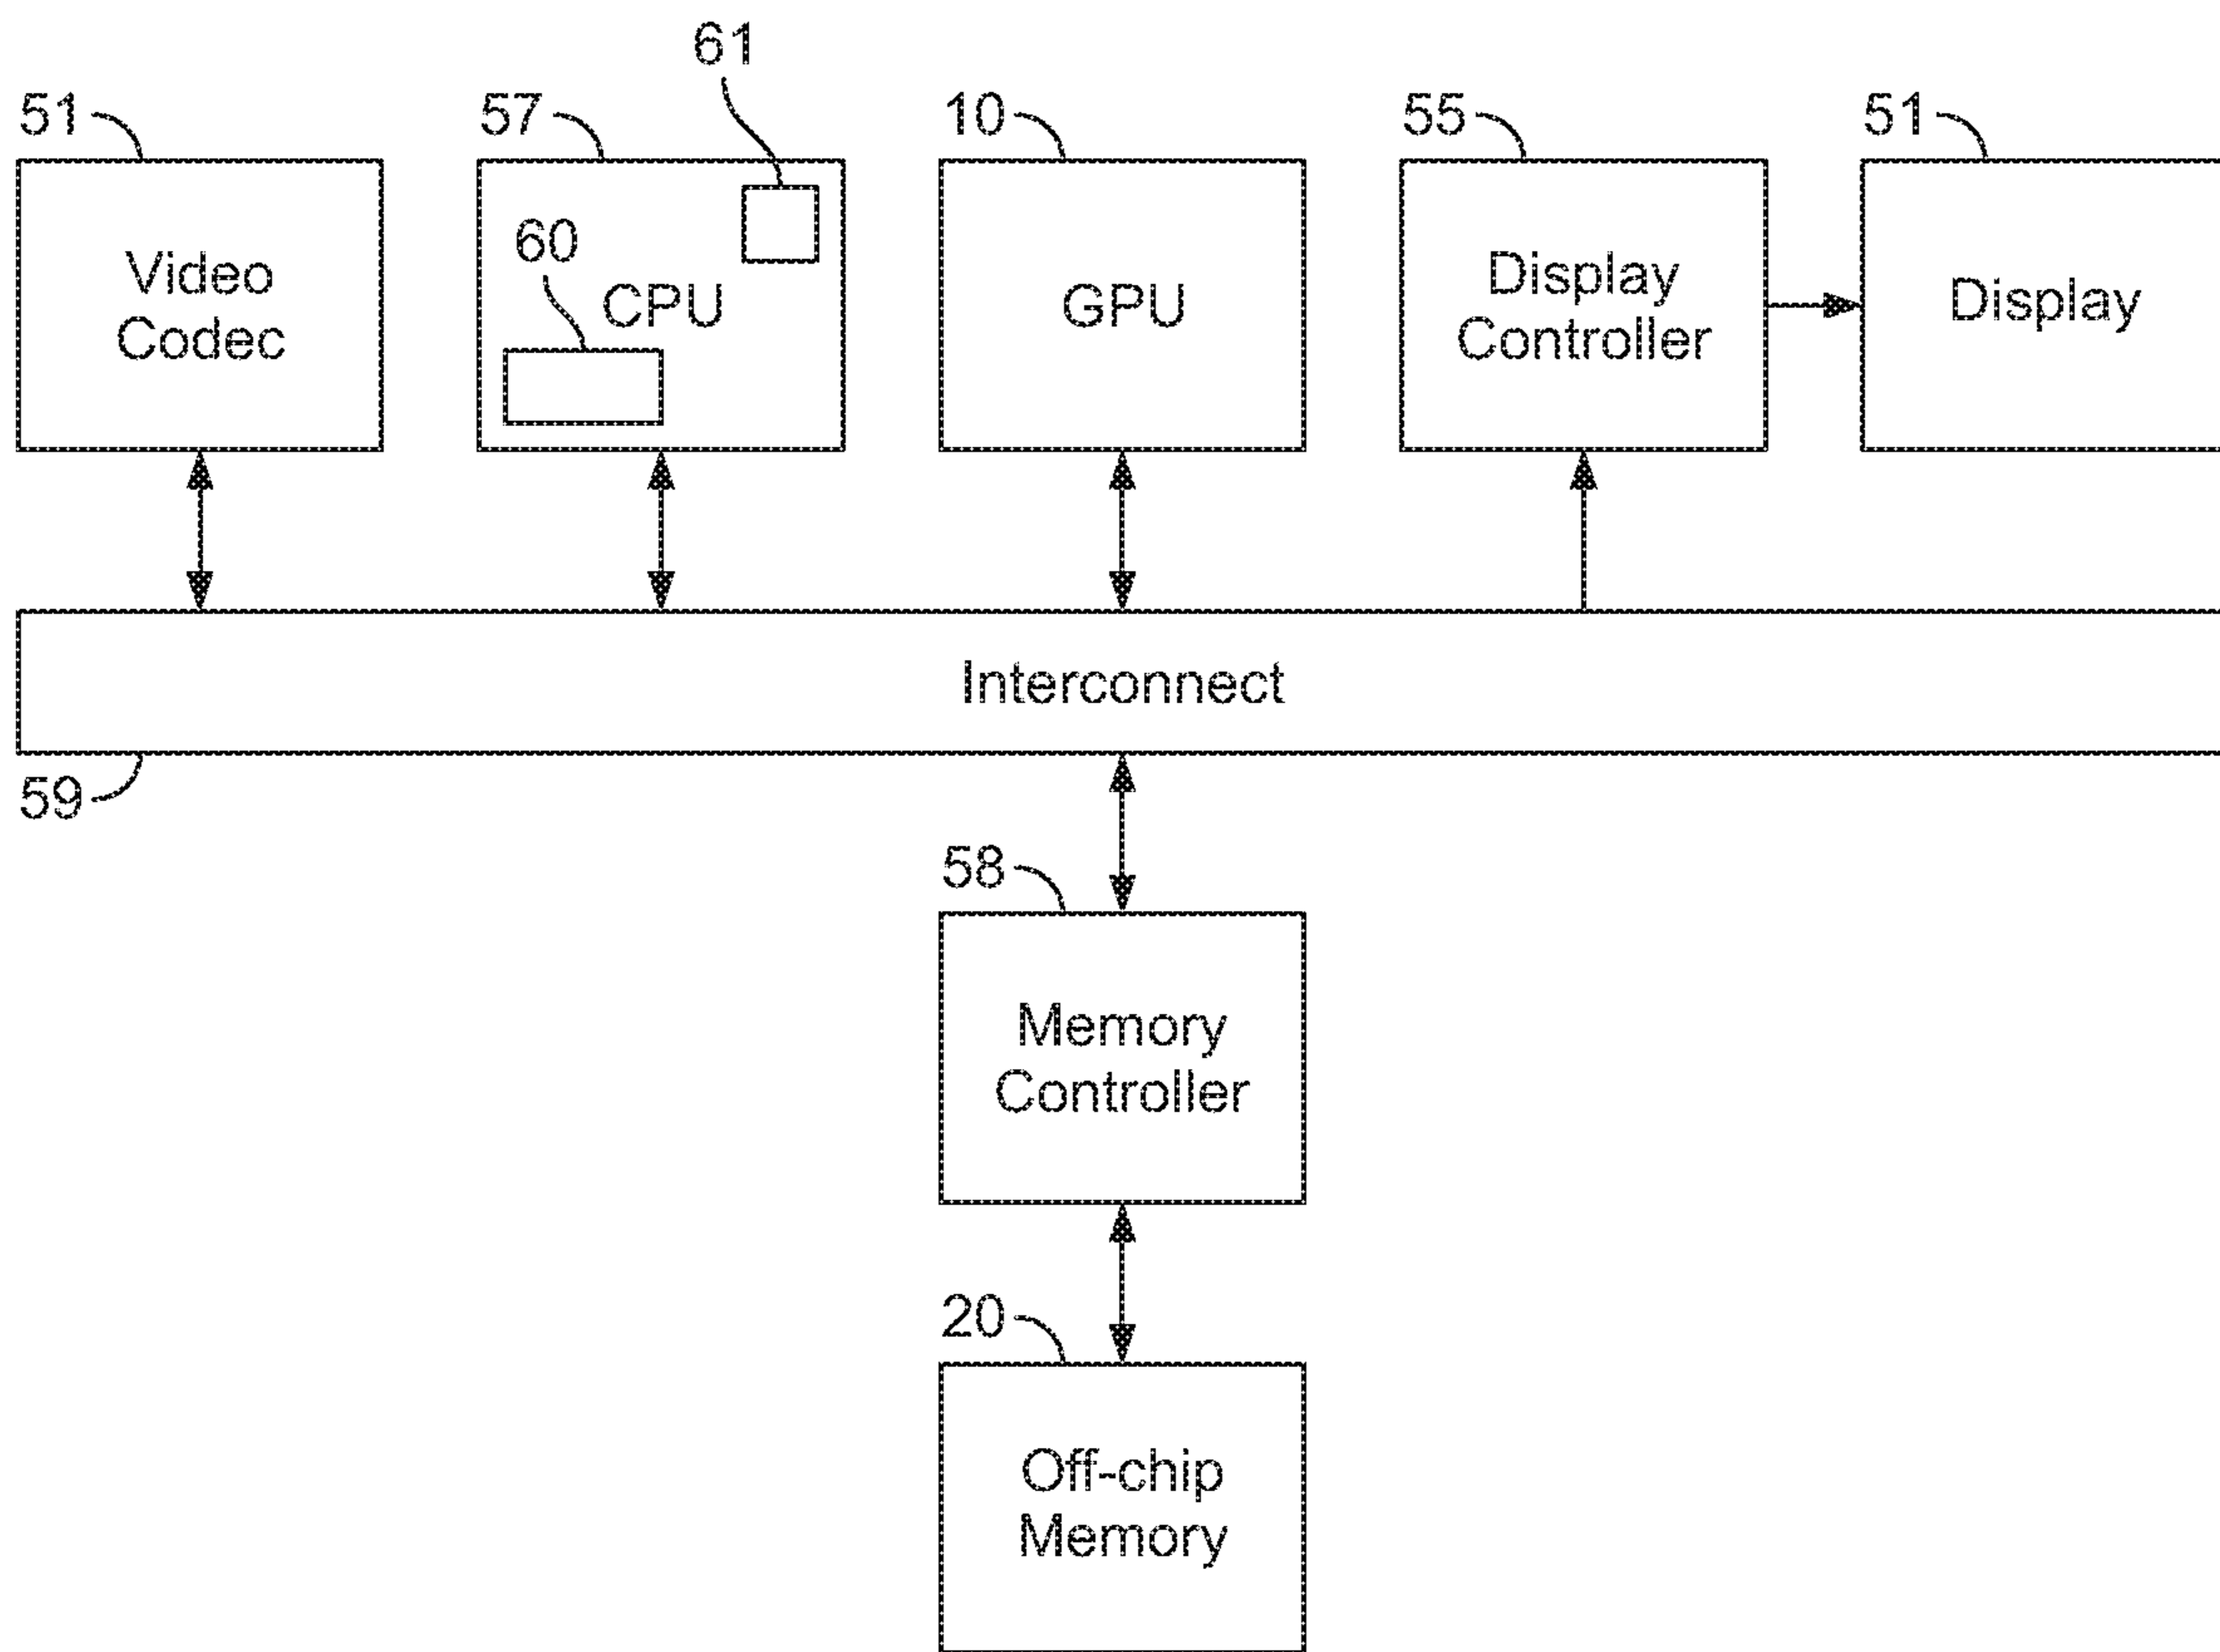 61
51
57
10
55
51
Video
Codec
60
CPU
GPU
Display
Controller
Display
Interconnect
59
58
Memory
Controller
20
Off-chip
Memory